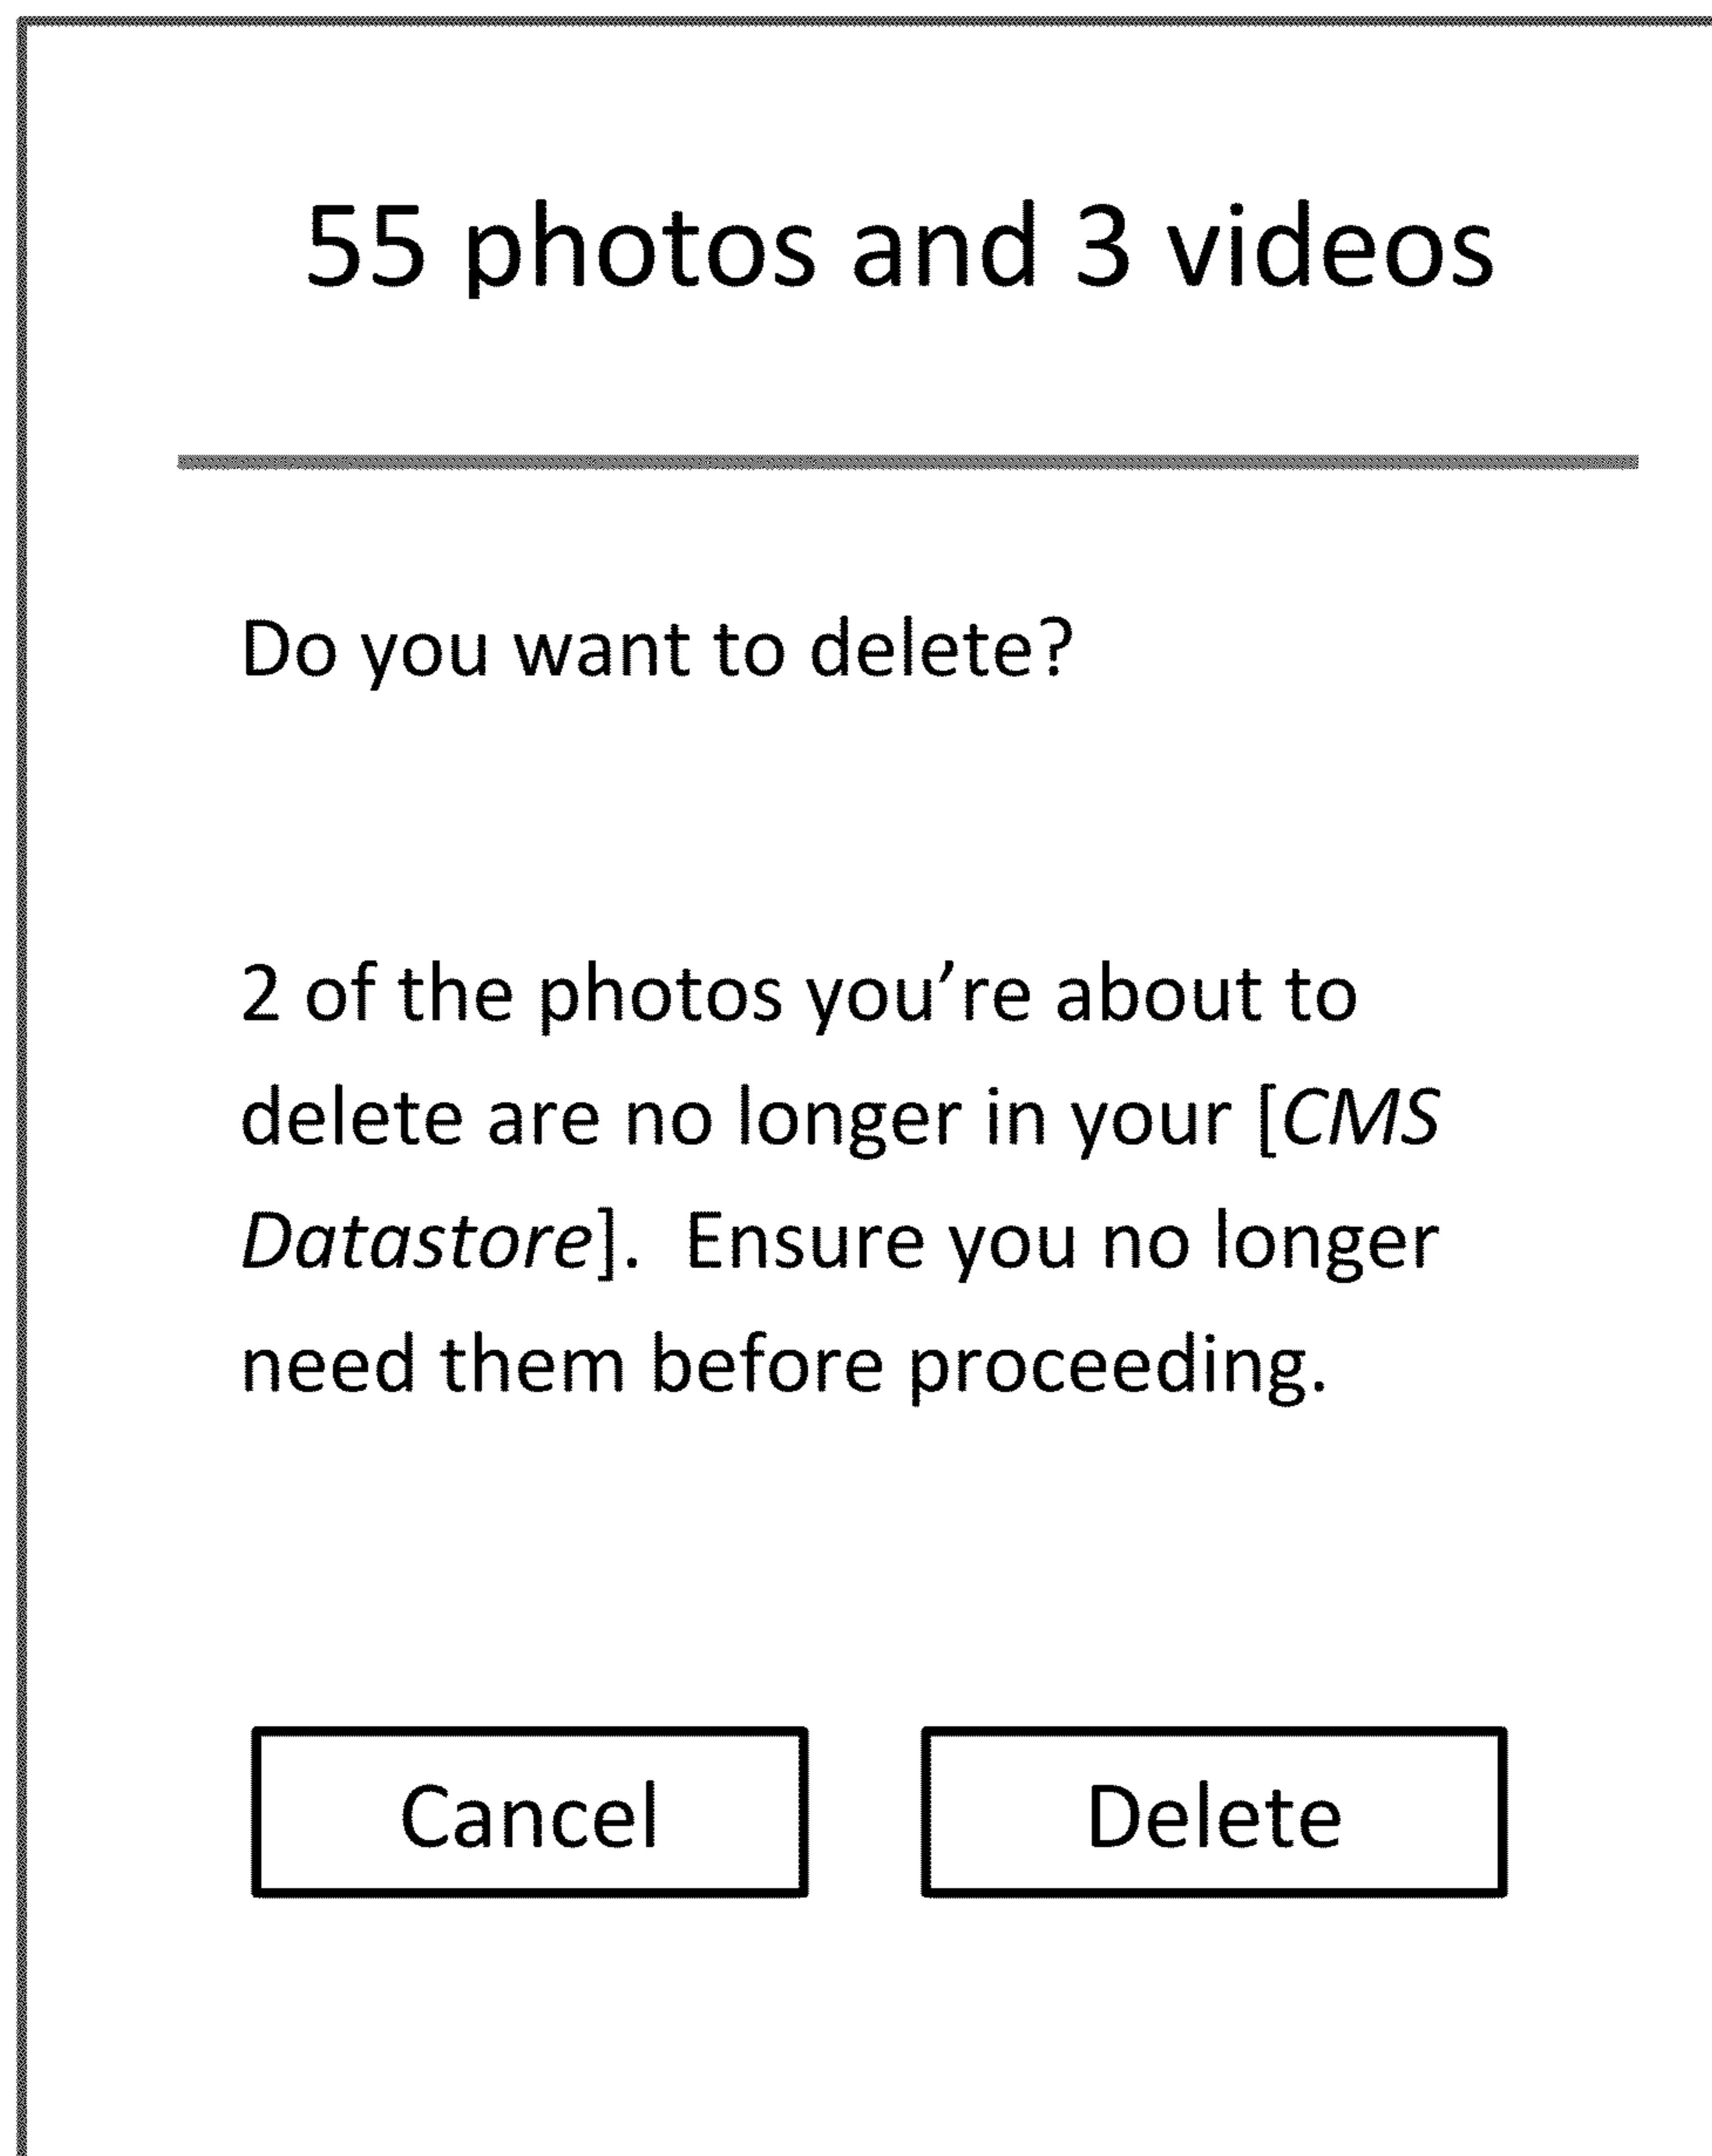 55 photos and 3 videos
Do you want to delete?
2 of the photos you’re about to
delete are no longer in your [CMS
Datastore].  Ensure you no longer
need them before proceeding.
Cancel
Delete